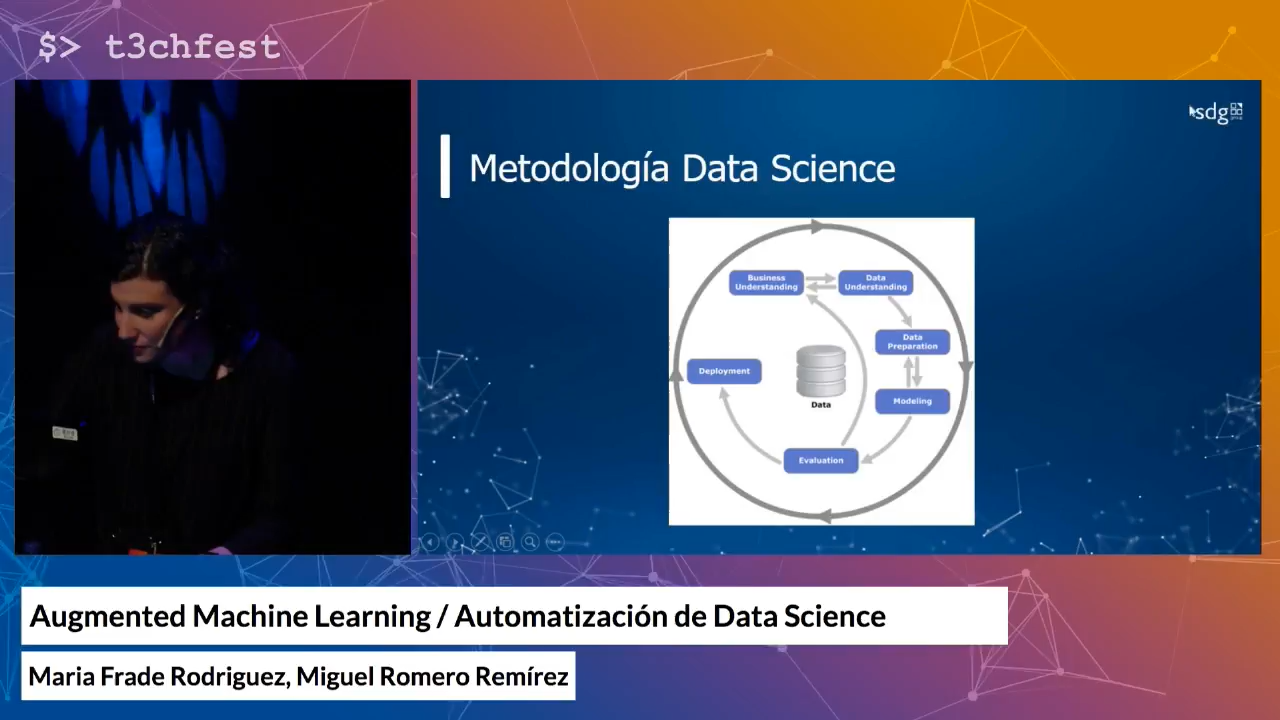 $> t3chfest
sdg
group
Metodología Data Science
Business
Understanding
Data
Understanding
Data
Preparation
Modeling
Evaluation
Deployment
Data
Augmented Machine Learning / Automatización de Data Science
Maria Frade Rodriguez, Miguel Romero Remírez